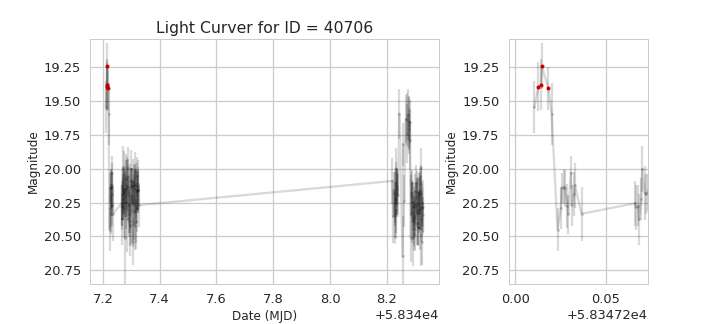 Light Curver for ID = 40706
19.25
19.50
19.75
20.00
20.25
20.50
20.75
Magnitude
7.2 7.4 7.6 7.8 8.0 8.2
Date (MJD)
+5.834e4
19.25
19.50
19.75
20.00
20.25
20.50
20.75
Magnitude
0.00 0.05
+5.83472e4